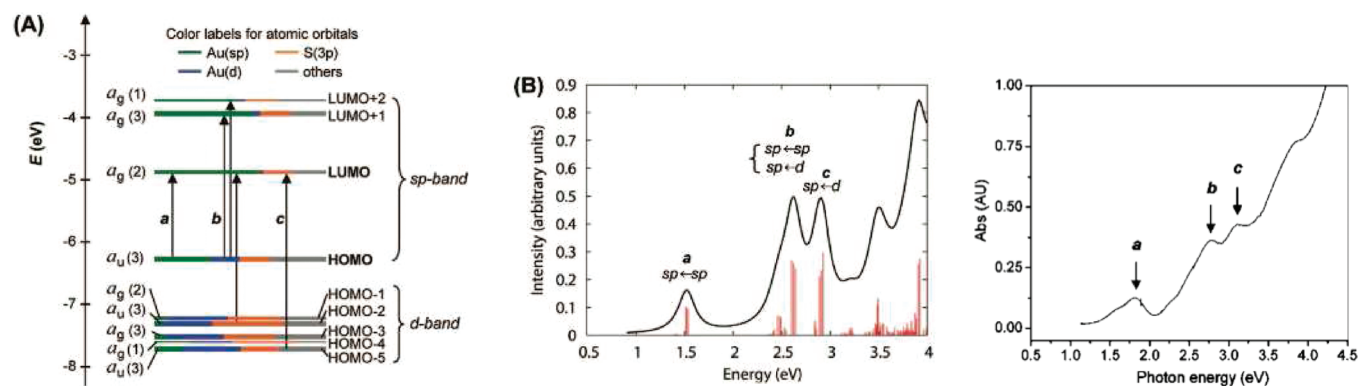 (A)
Color labels for atomic orbitals
Au(sp) S(3p)
Au(d) others
E (eV)
-3
-4
-5
-6
-7
-8
a_g (1)
a_g (3)
a_g (2)
a_u (3)
a_g (2)
a_u (3)
a_g (3)
a_g (1)
a_u (3)
LUMO+2
LUMO+1
LUMO
HOMO
HOMO-1
HOMO-2
HOMO-3
HOMO-4
HOMO-5
a
b
c
sp-band
d-band
(B)
Intensity (arbitrary units)
0.9
0.8
0.7
0.6
0.5
0.4
0.3
0.2
0.1
0
b
sp←sp
sp←d
c
sp←d
a
sp←sp
0.5 1 1.5 2 2.5 3 3.5 4
Energy (eV)
Abs (AU)
1.00
0.75
0.50
0.25
0.00
a
b
c
0.5 1.0 1.5 2.0 2.5 3.0 3.5 4.0 4.5
Photon energy (eV)